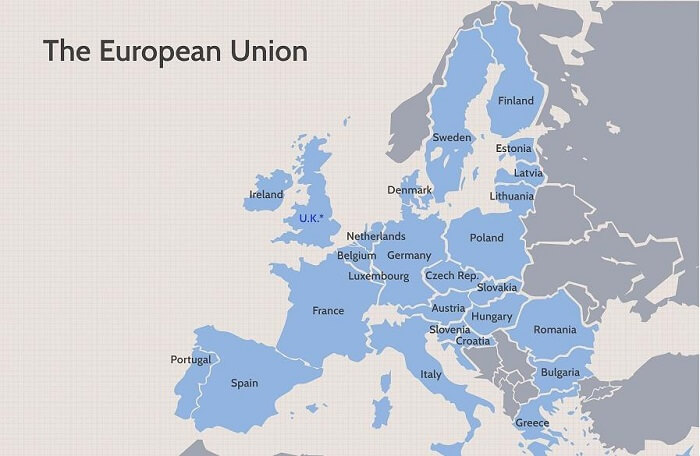 The European Union
Finland
Sweden
Estonia
Latvia
Lithuania
Denmark
Ireland
U.K.*
Netherlands
Poland
Belgium
Germany
Luxembourg
Czech Rep.
Slovakia
France
Austria
Hungary
Slovenia
Romania
Croatia
Portugal
Spain
Italy
Bulgaria
Greece